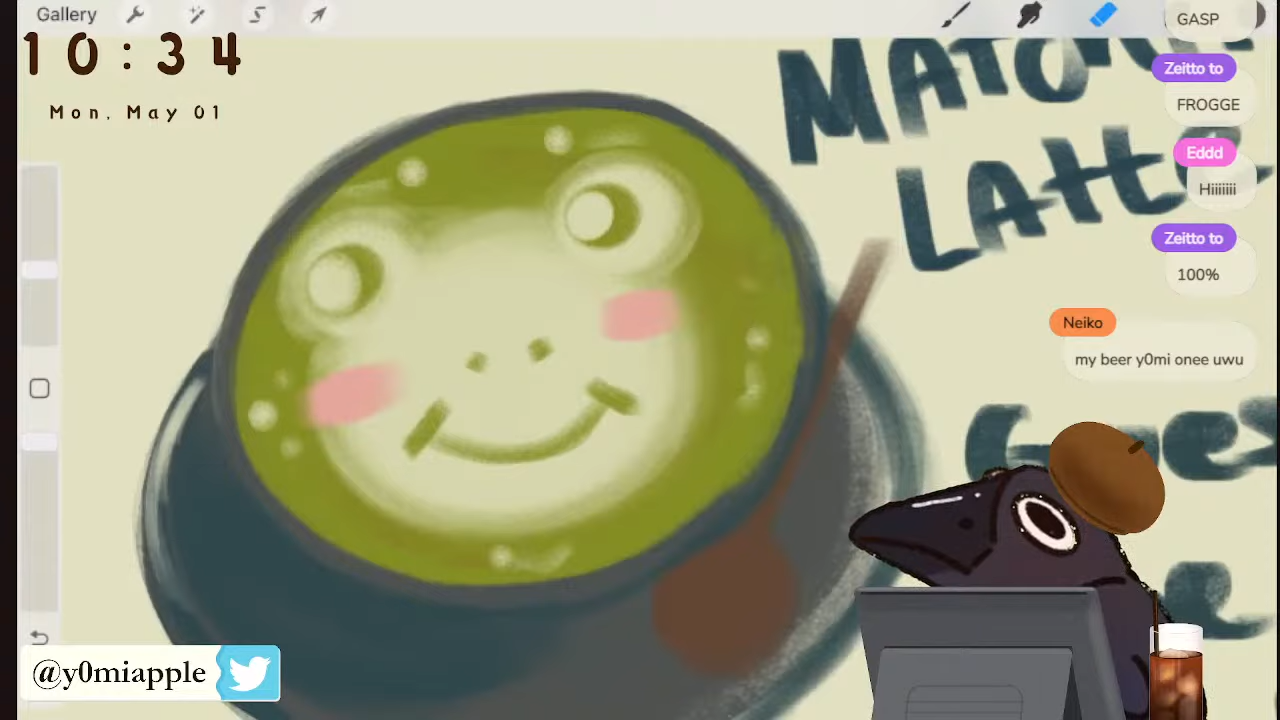 Gallery
10:34
Mon, May 01
GASP
Zeitto to
FROGGE
Eddd
Hiiiiiii
Zeitto to
100%
Neiko
my beer y0mi onee uwu
LAtte
@y0miapple